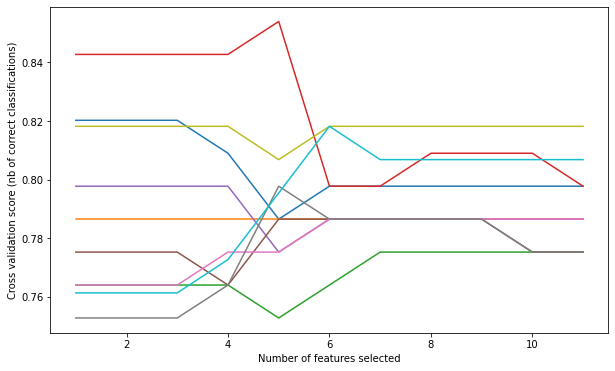 Cross validation score (nb of correct classifications)
0.84
0.82
0.80
0.78
0.76
2 4 6 8 10
Number of features selected